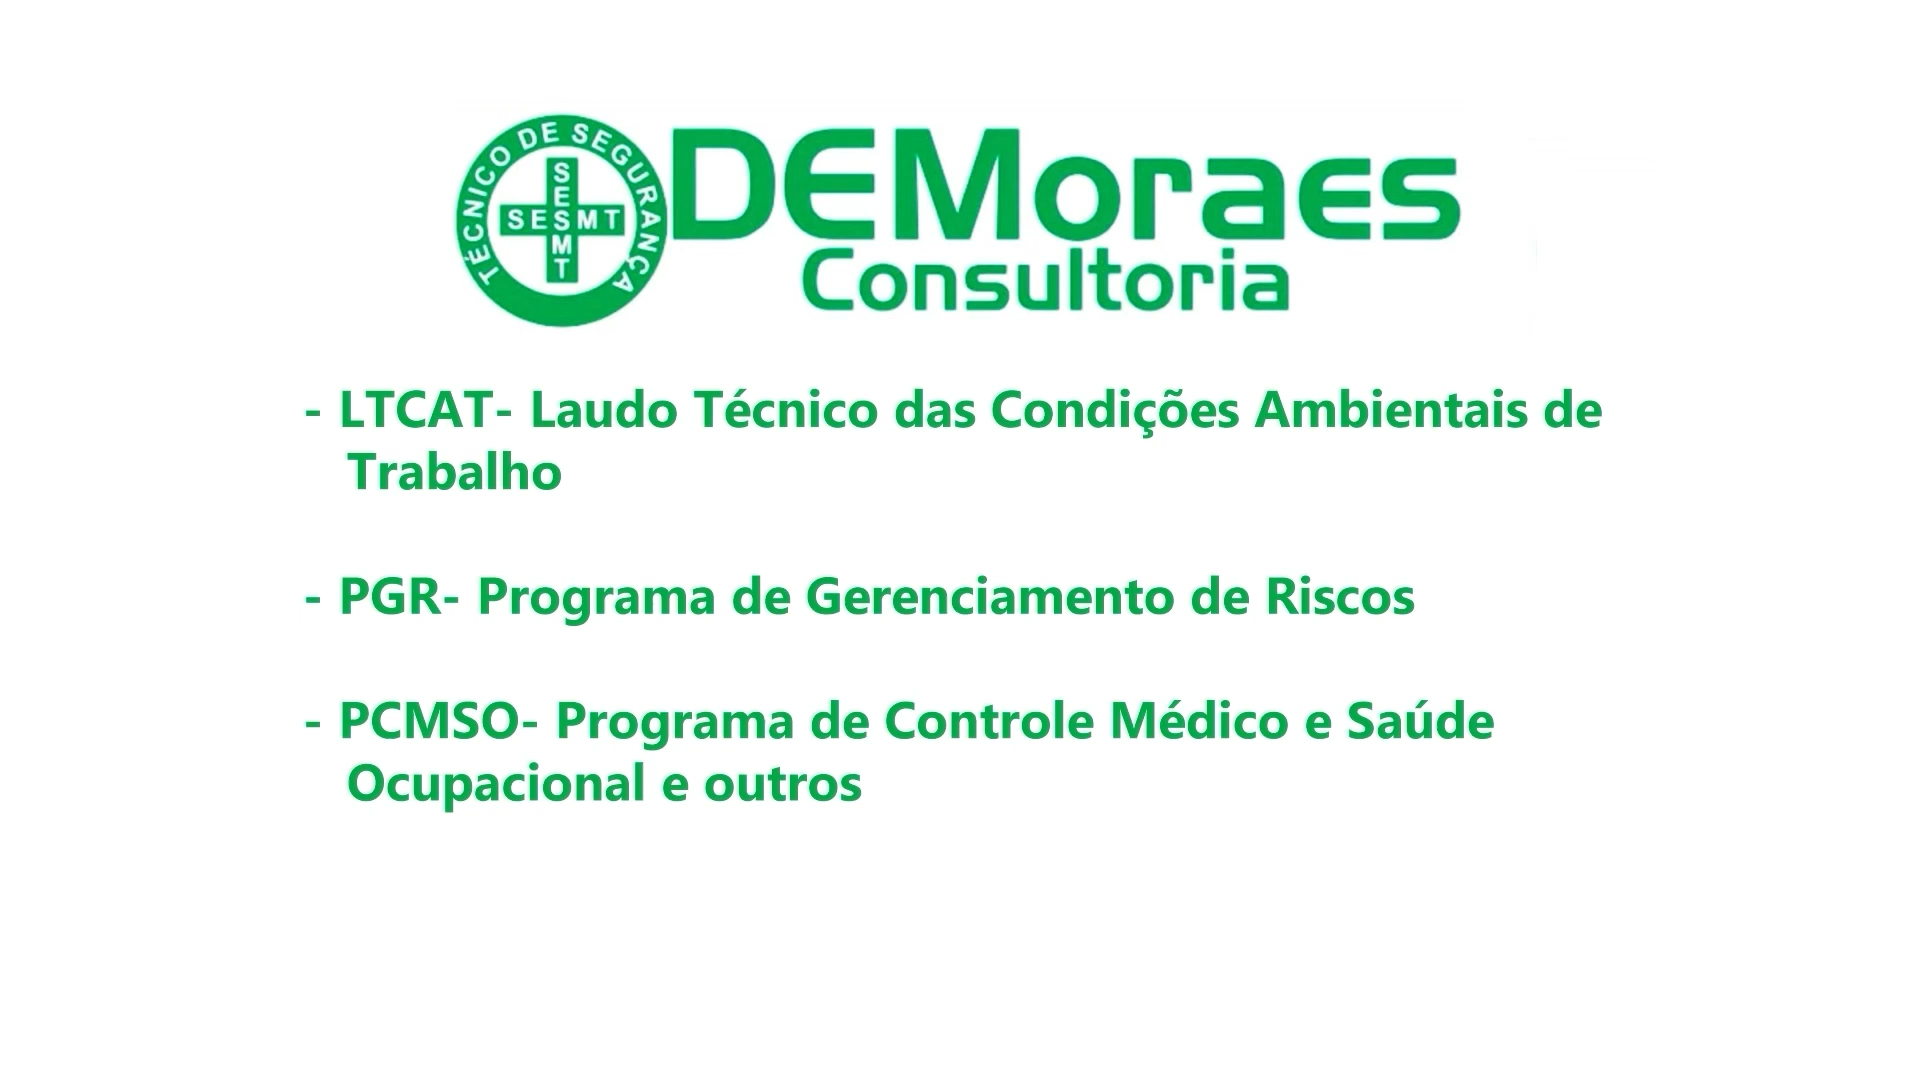 TÉCNICO DE SEGURANÇA
SESMT
SESMT
DEMoraes
Consultoria
- LTCAT- Laudo Técnico das Condições Ambientais de
Trabalho
- PGR- Programa de Gerenciamento de Riscos
- PCMSO- Programa de Controle Médico e Saúde
Ocupacional e outros